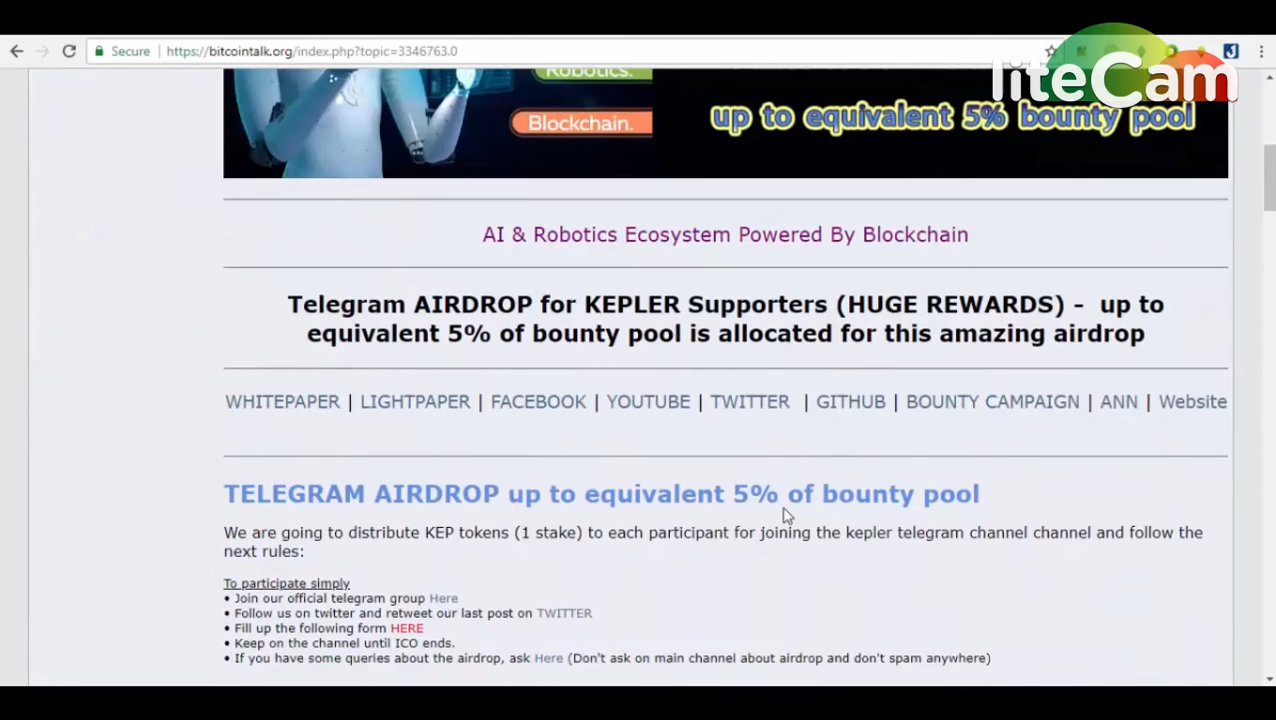 Secure https://bitcointalk.org/index.php?topic=3346763.0
liteCam
Robotics.
Blockchain.
up to equivalent 5% bounty pool
AI & Robotics Ecosystem Powered By Blockchain
Telegram AIRDROP for KEPLER Supporters (HUGE REWARDS) - up to
equivalent 5% of bounty pool is allocated for this amazing airdrop
WHITEPAPER | LIGHTPAPER | FACEBOOK | YOUTUBE | TWITTER | GITHUB | BOUNTY CAMPAIGN | ANN | Website
TELEGRAM AIRDROP up to equivalent 5% of bounty pool
We are going to distribute KEP tokens (1 stake) to each participant for joining the kepler telegram channel channel and follow the
next rules:
To participate simply
• Join our official telegram group Here
• Follow us on twitter and retweet our last post on TWITTER
• Fill up the following form HERE
• Keep on the channel until ICO ends.
• If you have some queries about the airdrop, ask Here (Don't ask on main channel about airdrop and don't spam anywhere)